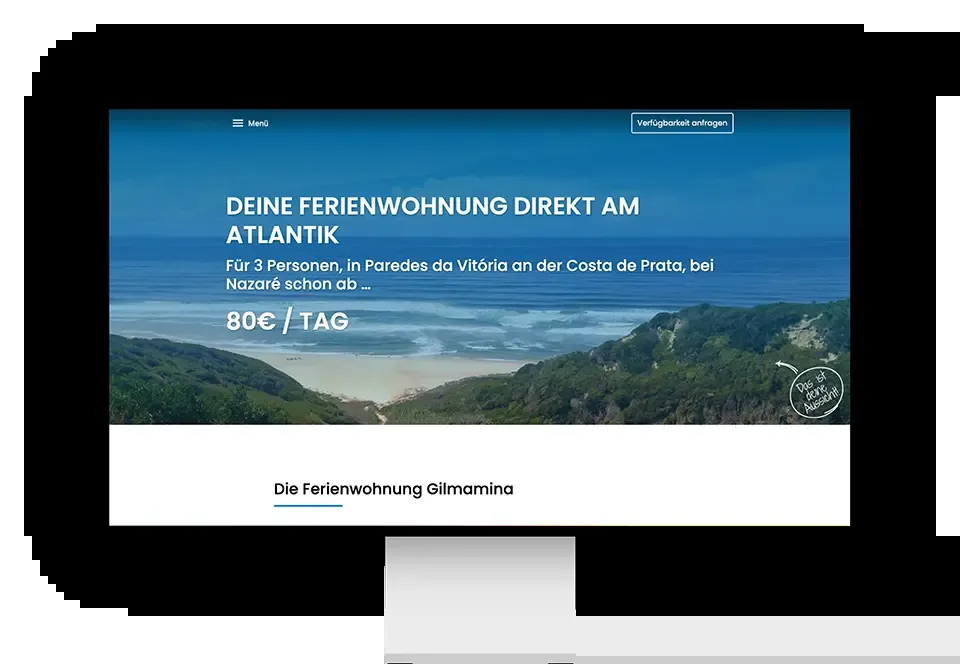 Menü
Verfügbarkeit anfragen
DEINE FERIENWOHNUNG DIREKT AM
ATLANTIK
Für 3 Personen, in Paredes da Vitória an der Costa de Prata, bei
Nazaré schon ab ...
80€ / TAG
Das ist
deine
Aussicht!
Die Ferienwohnung Gilmamina